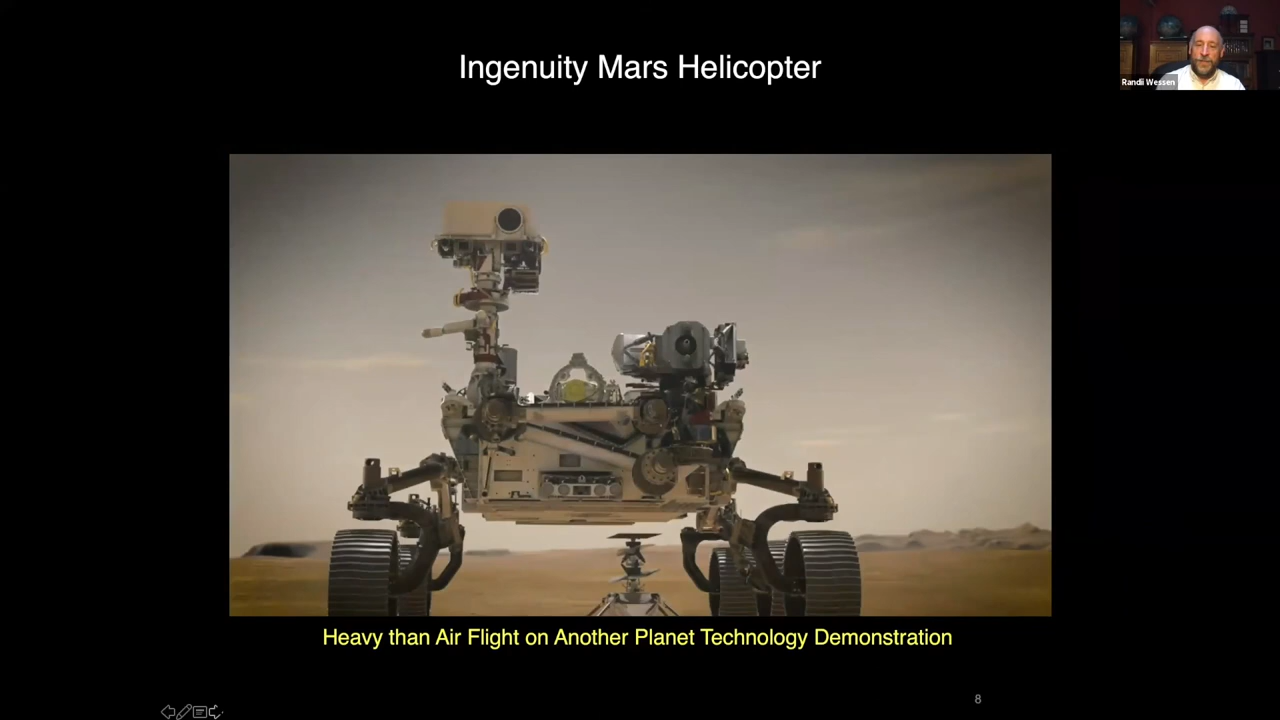 Ingenuity Mars Helicopter
Randii Wessen
Heavy than Air Flight on Another Planet Technology Demonstration
8